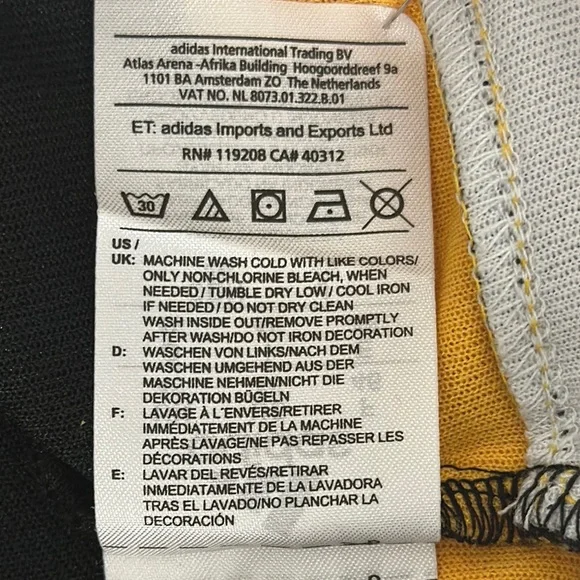 adidas International Trading BV
Atlas Arena -Afrika Building Hoogoorddreef 9a
1101 BA Amsterdam ZO The Netherlands
VAT NO. NL 8073.01.322.B.01
ET: adidas Imports and Exports Ltd
RN# 119208 CA# 40312
30
US /
UK: MACHINE WASH COLD WITH LIKE COLORS/
ONLY NON-CHLORINE BLEACH, WHEN
NEEDED / TUMBLE DRY LOW / COOL IRON
IF NEEDED / DO NOT DRY CLEAN
WASH INSIDE OUT/REMOVE PROMPTLY
AFTER WASH/DO NOT IRON DECORATION
D: WASCHEN VON LINKS/NACH DEM
WASCHEN UMGEHEND AUS DER
MASCHINE NEHMEN/NICHT DIE
DEKORATION BÜGELN
F: LAVAGE À L'ENVERS/RETIRER
IMMÉDIATEMENT DE LA MACHINE
APRÈS LAVAGE/NE PAS REPASSER LES
DÉCORATIONS
E: LAVAR DEL REVÉS/RETIRAR
INMEDIATAMENTE DE LA LAVADORA
TRAS EL LAVADO/NO PLANCHAR LA
DECORACIÓN